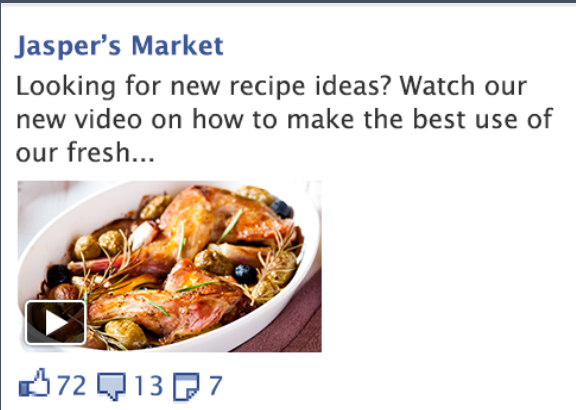 Jasper’s Market
Looking for new recipe ideas? Watch our
new video on how to make the best use of
our fresh...
72 13 7